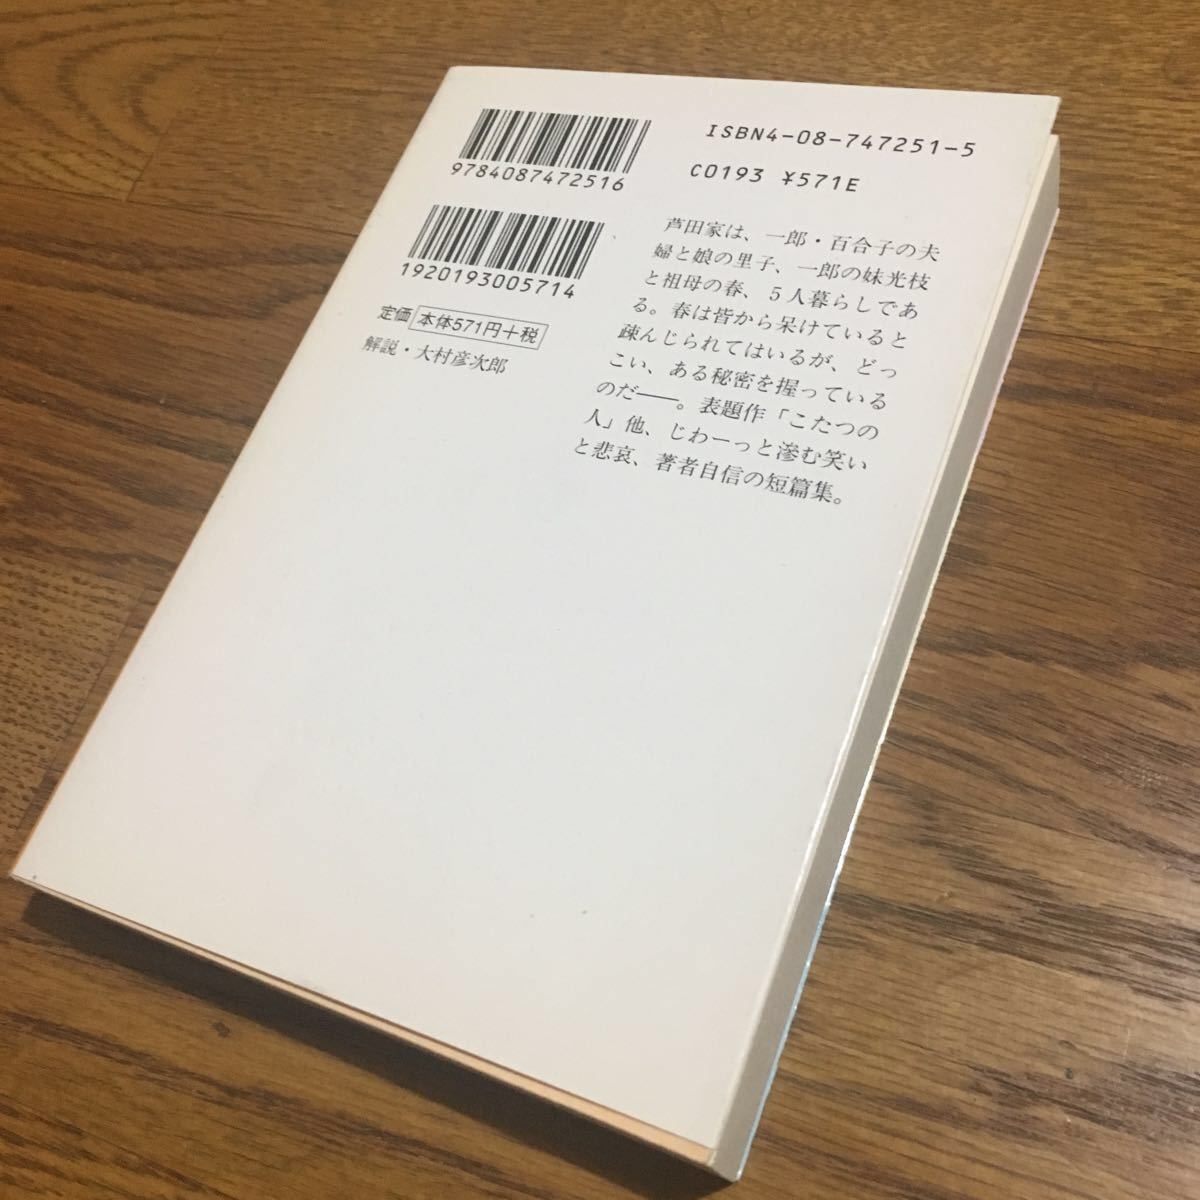 9784087472516
1920193005714
定価 本体571円+税
解説・大村彦次郎
ISBN4-08-747251-5
C0193 ¥571E
芦田家は、一郎・百合子の夫
婦と娘の里子、一郎の妹光枝
と祖母の春、5人暮らしであ
る。春は皆から呆けていると
疎んじられてはいるが、どっ
こい、ある秘密を握っている
のだ――。表題作「こたつの
人」他、じわーっと滲む笑い
と悲哀、著者自信の短篇集。